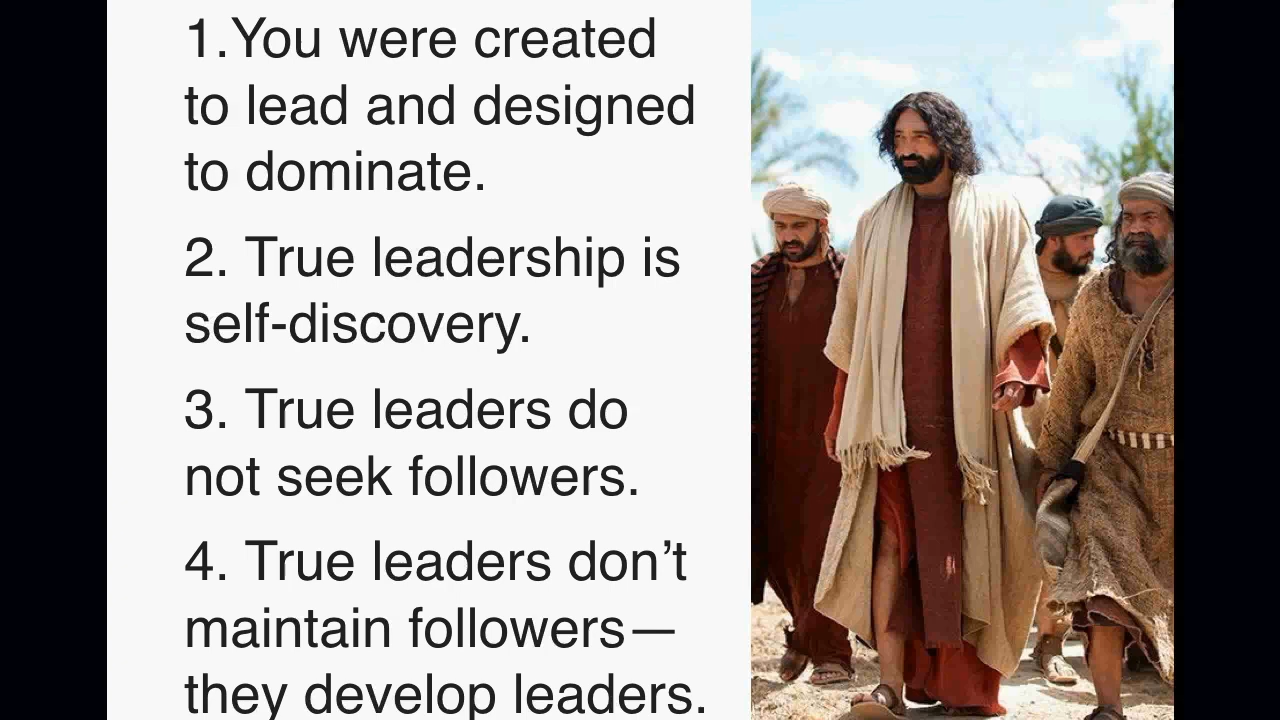 1.You were created
to lead and designed
to dominate.
2. True leadership is
self-discovery.
3. True leaders do
not seek followers.
4. True leaders don’t
maintain followers—
they develop leaders.